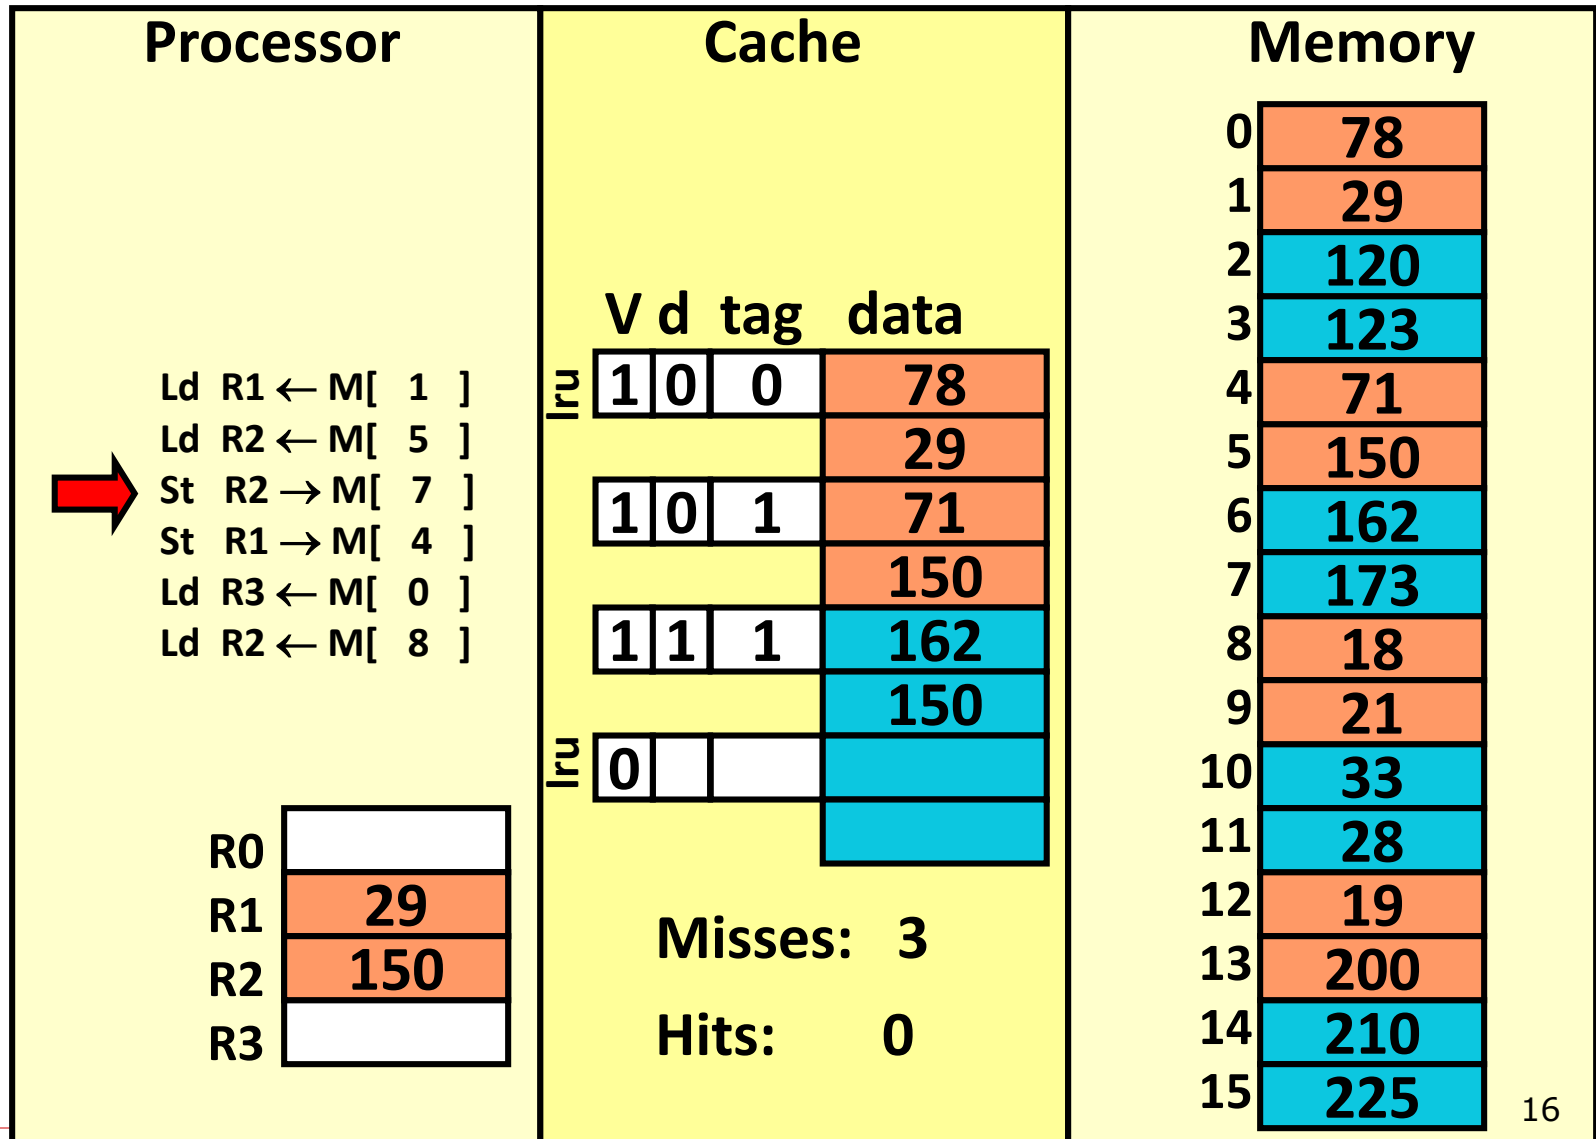 Processor
Ld R1 ← M[ 1 ]
Ld R2 ← M[ 5 ]
St R2 → M[ 7 ]
St R1 → M[ 4 ]
Ld R3 ← M[ 0 ]
Ld R2 ← M[ 8 ]
R0
R1 29
R2 150
R3
Cache
V d tag data
lru 1 0 0 78
29
1 0 1 71
150
1 1 1 162
150
lru 0
Misses: 3
Hits: 0
Memory
0 78
1 29
2 120
3 123
4 71
5 150
6 162
7 173
8 18
9 21
10 33
11 28
12 19
13 200
14 210
15 225
16